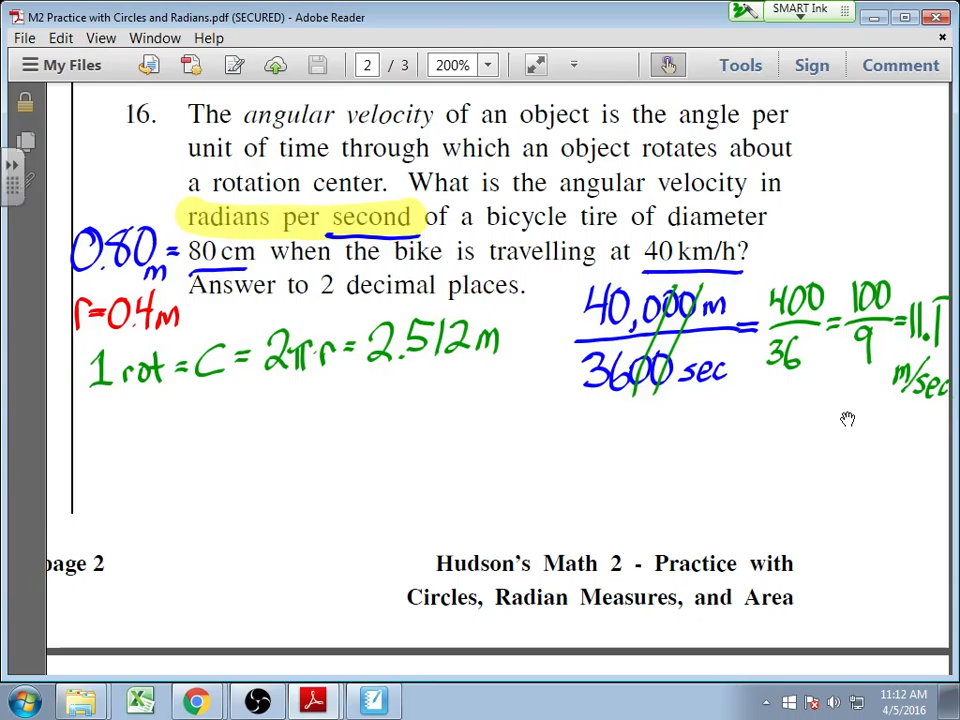 M2 Practice with Circles and Radians.pdf (SECURED) - Adobe Reader
SMART Ink
File Edit View Window Help
My Files 2 / 3 200% Tools Sign Comment
16. The angular velocity of an object is the angle per
unit of time through which an object rotates about
a rotation center. What is the angular velocity in
radians per second of a bicycle tire of diameter
0.80 m = 80 cm when the bike is travelling at 40 km/h?
Answer to 2 decimal places.
r=0.4m
40,000 m / 3600 sec = 400/36 = 100/9 = 11.1 m/sec
1 rot = C = 2π·r = 2.512 m
page 2
Hudson's Math 2 - Practice with
Circles, Radian Measures, and Area
11:12 AM
4/5/2016